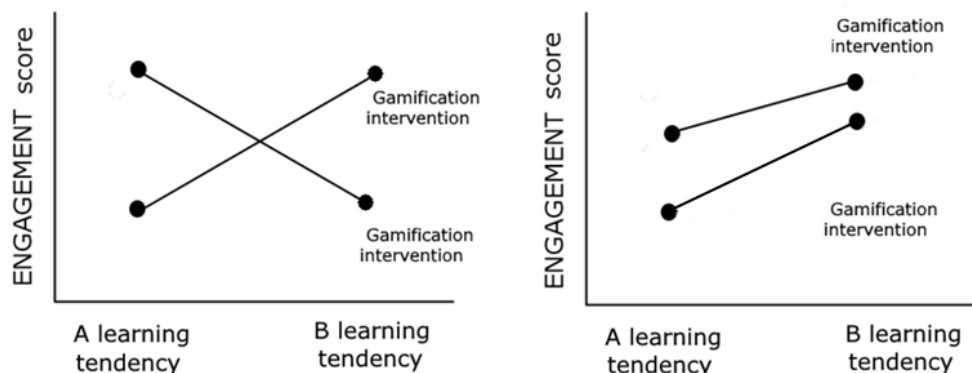 ENGAGEMENT score
Gamification
intervention
Gamification
intervention
A learning
tendency
B learning
tendency
ENGAGEMENT score
Gamification
intervention
Gamification
intervention
A learning
tendency
B learning
tendency